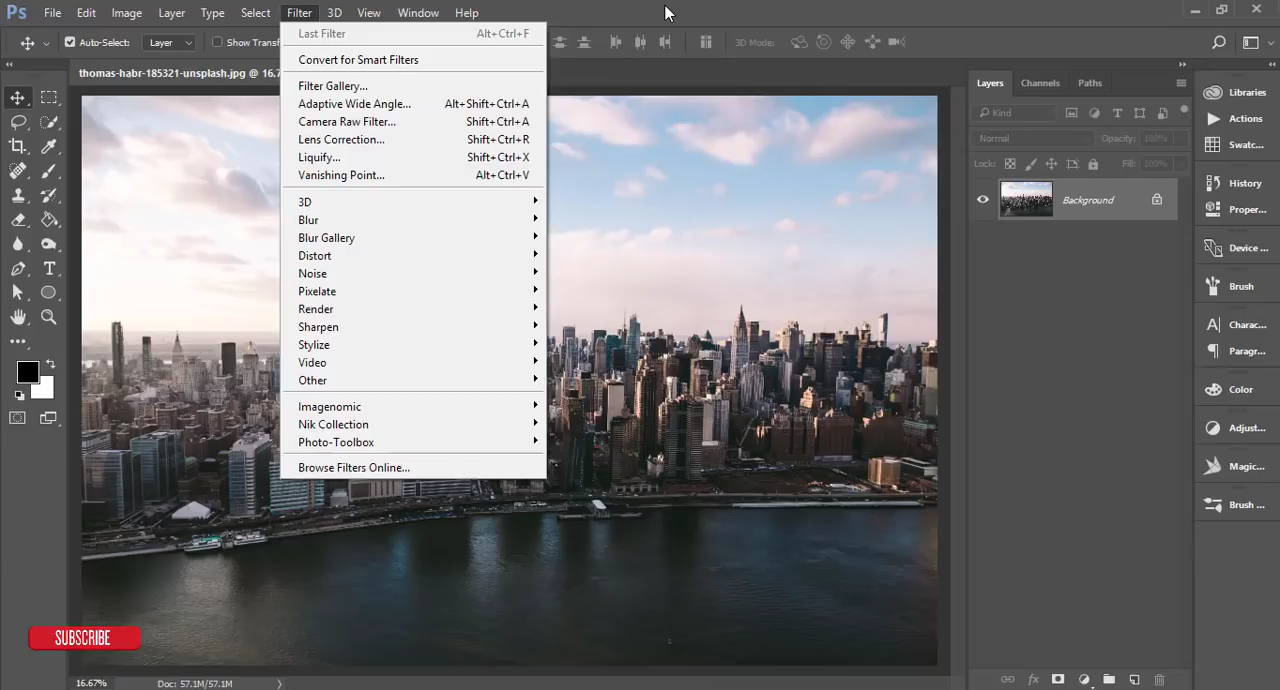 Ps File Edit Image Layer Type Select Filter 3D View Window Help
Auto-Select: Layer Show Transf 3D Mode:
thomas-habr-185321-unsplash.jpg @ 16.7
Last Filter Alt+Ctrl+F
Convert for Smart Filters
Filter Gallery...
Adaptive Wide Angle... Alt+Shift+Ctrl+A
Camera Raw Filter... Shift+Ctrl+A
Lens Correction... Shift+Ctrl+R
Liquify... Shift+Ctrl+X
Vanishing Point... Alt+Ctrl+V
3D
Blur
Blur Gallery
Distort
Noise
Pixelate
Render
Sharpen
Stylize
Video
Other
Imagenomic
Nik Collection
Photo-Toolbox
Browse Filters Online...
Layers Channels Paths
Kind
Normal Opacity: 100%
Lock: Fill: 100%
Background
Libraries
Actions
Swatc...
History
Proper...
Device ...
Brush
Charac...
Paragr...
Color
Adjust...
Magic...
Brush ...
SUBSCRIBE
16.67% Doc: 57.1M/57.1M